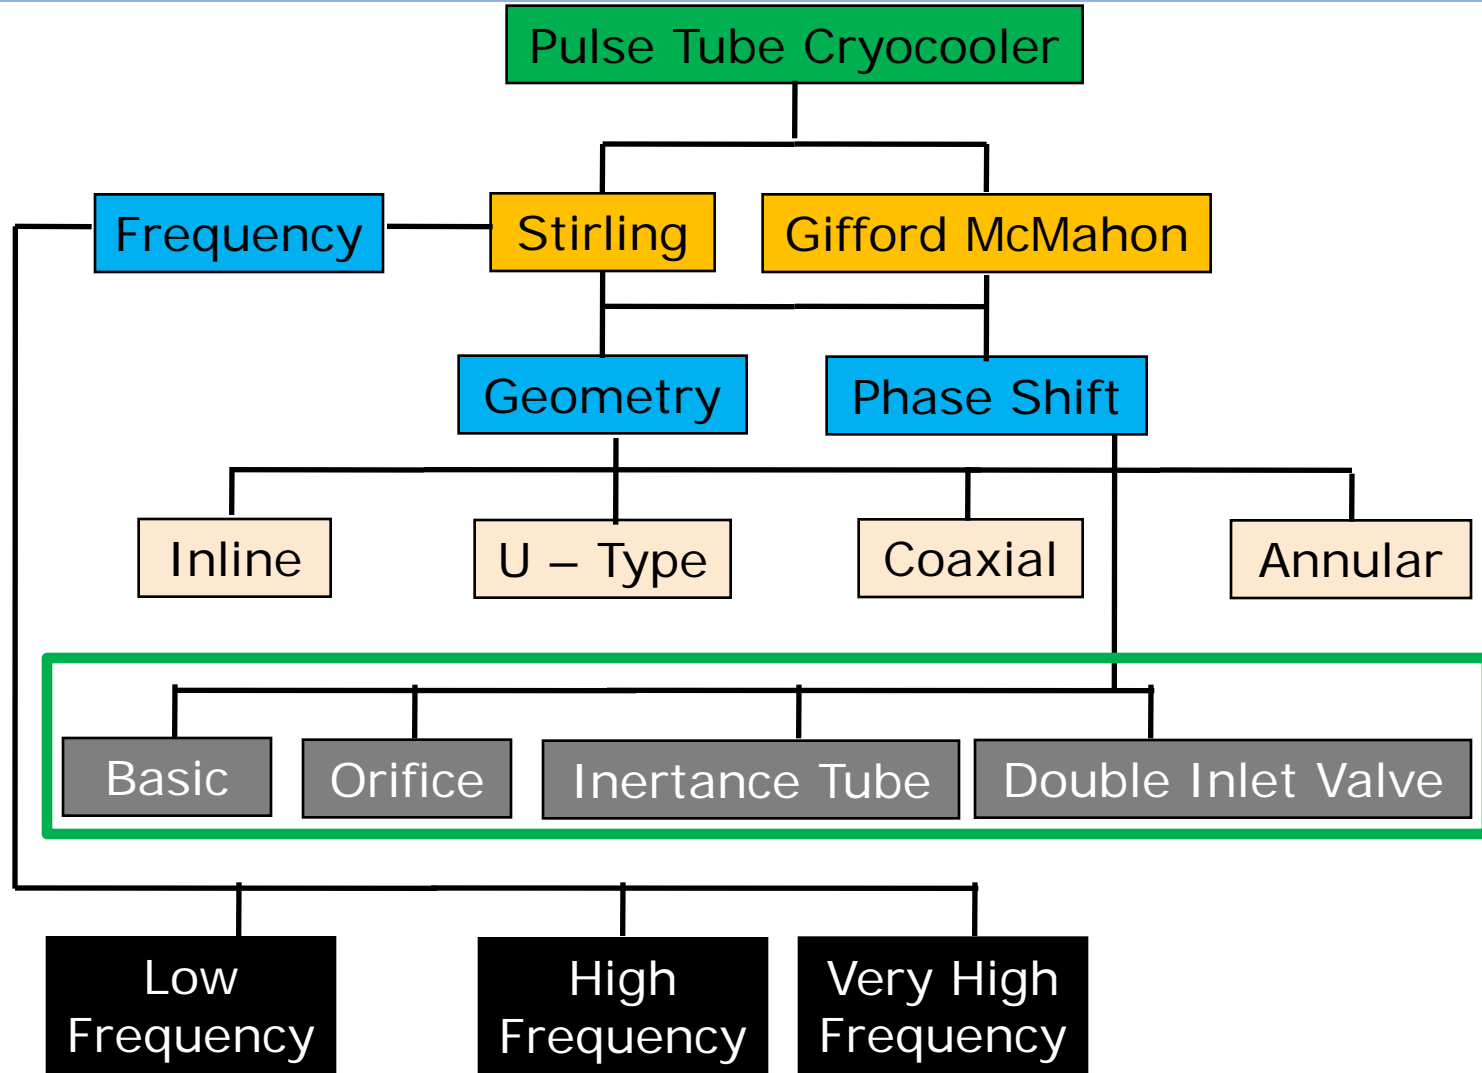 Pulse Tube Cryocooler
Frequency
Stirling
Gifford McMahon
Geometry
Phase Shift
Inline
U – Type
Coaxial
Annular
Basic
Orifice
Inertance Tube
Double Inlet Valve
Low
Frequency
High
Frequency
Very High
Frequency